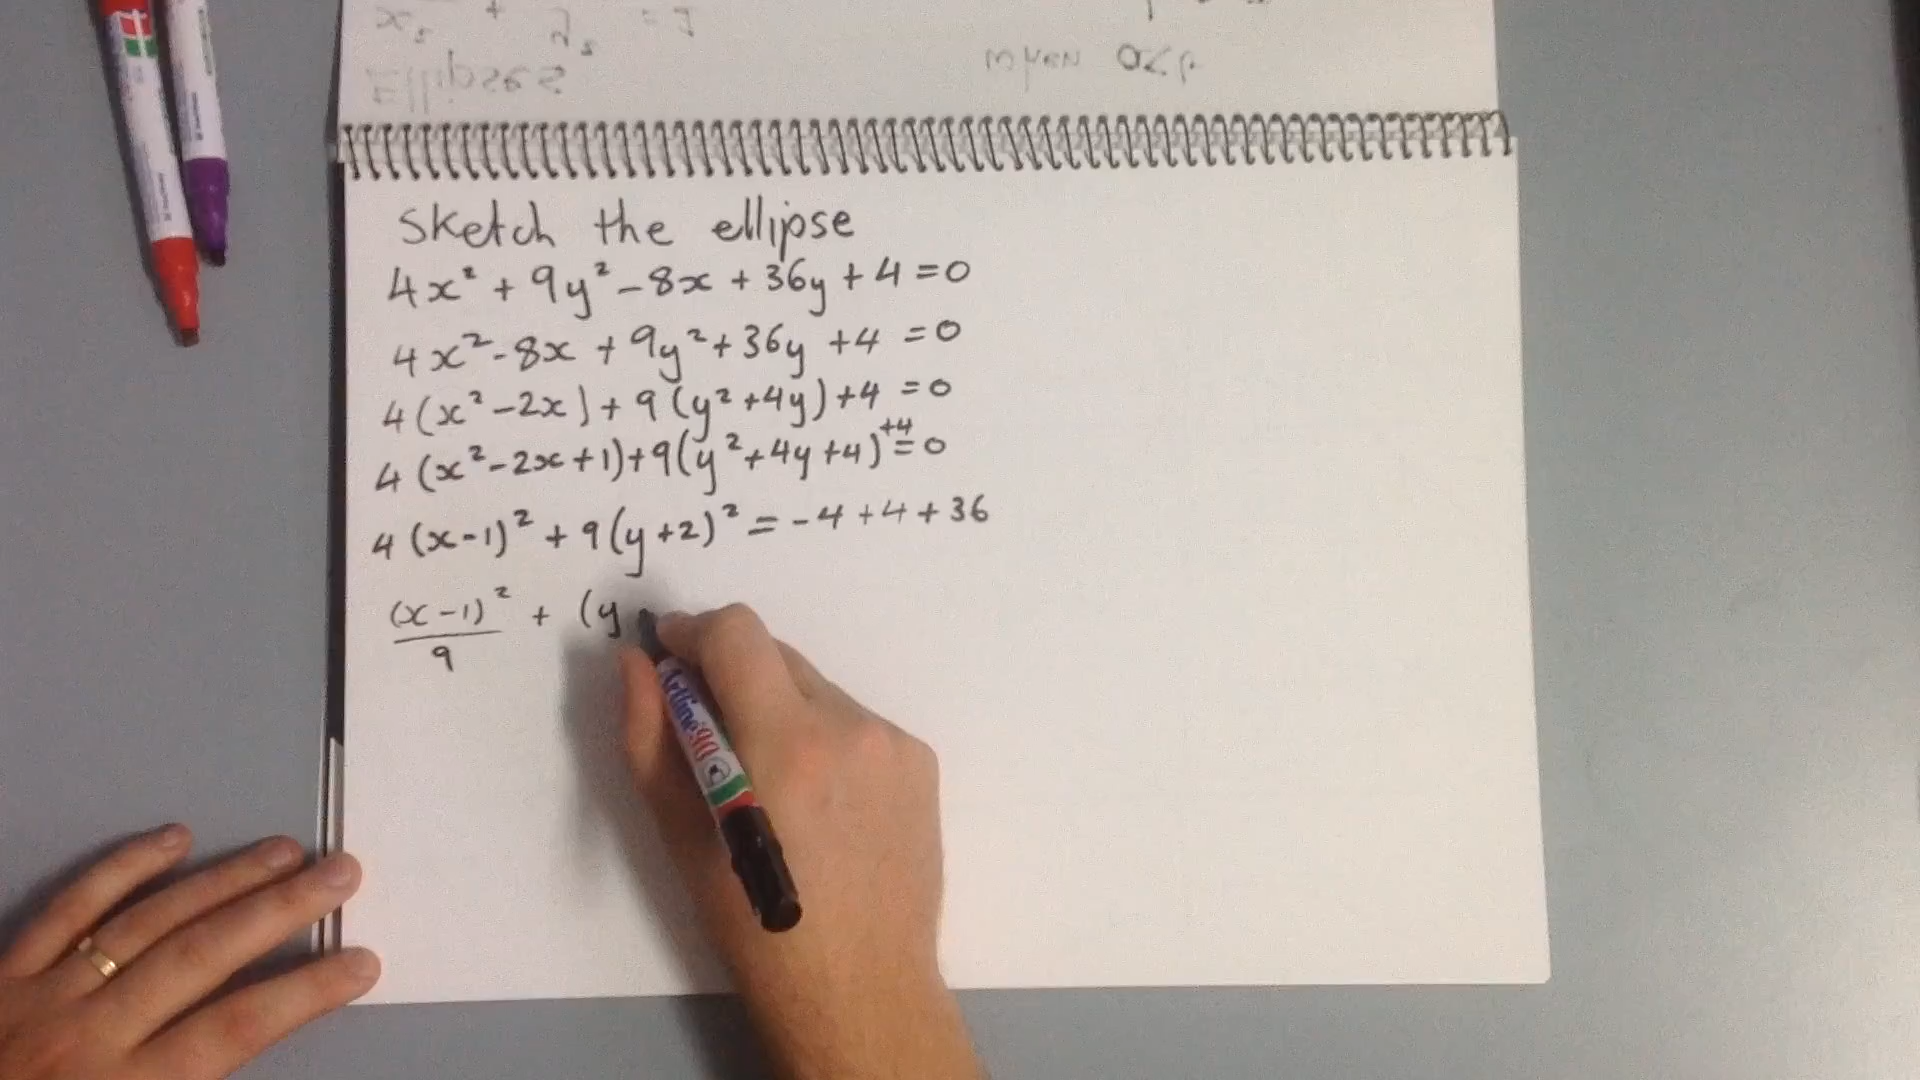 Sketch the ellipse
4x² + 9y² - 8x + 36y + 4 = 0
4x² - 8x + 9y² + 36y + 4 = 0
4(x² - 2x) + 9(y² + 4y) + 4 = 0
4(x² - 2x + 1) + 9(y² + 4y + 4) +4 = 0
4(x - 1)² + 9(y + 2)² = -4 + 4 + 36
(x - 1)²/9 + (y
Artline 90